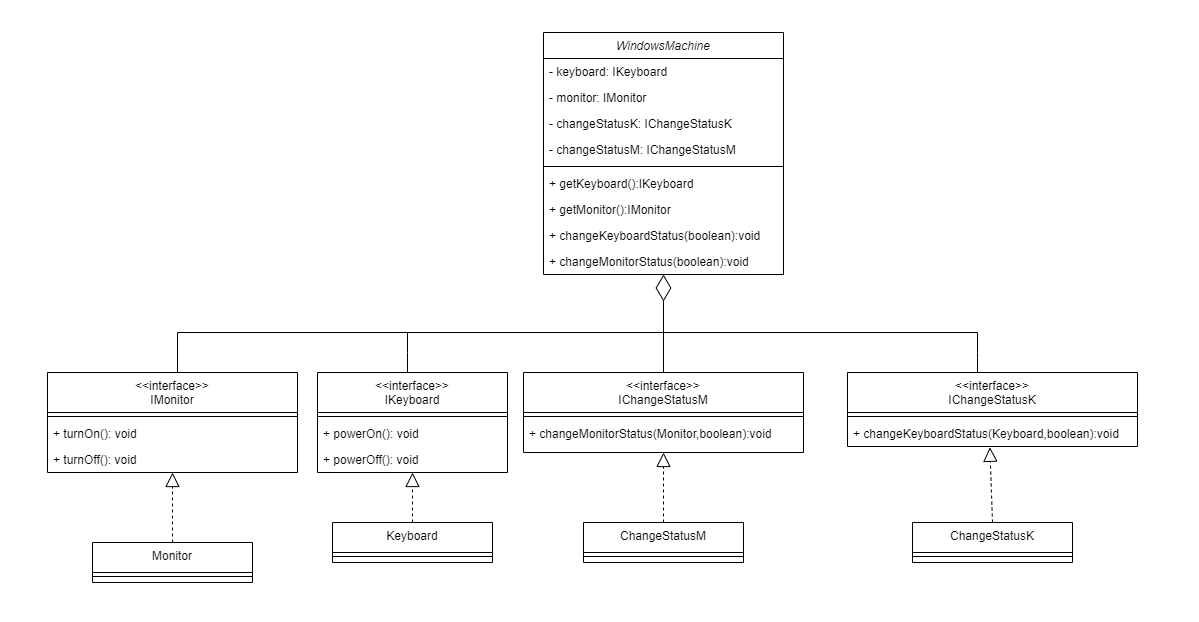 WindowsMachine
- keyboard: IKeyboard
- monitor: IMonitor
- changeStatusK: IChangeStatusK
- changeStatusM: IChangeStatusM
+ getKeyboard():IKeyboard
+ getMonitor():IMonitor
+ changeKeyboardStatus(boolean):void
+ changeMonitorStatus(boolean):void
<<interface>>
IMonitor
+ turnOn(): void
+ turnOff(): void
<<interface>>
IKeyboard
+ powerOn(): void
+ powerOff(): void
<<interface>>
IChangeStatusM
+ changeMonitorStatus(Monitor,boolean):void
<<interface>>
IChangeStatusK
+ changeKeyboardStatus(Keyboard,boolean):void
Monitor
Keyboard
ChangeStatusM
ChangeStatusK